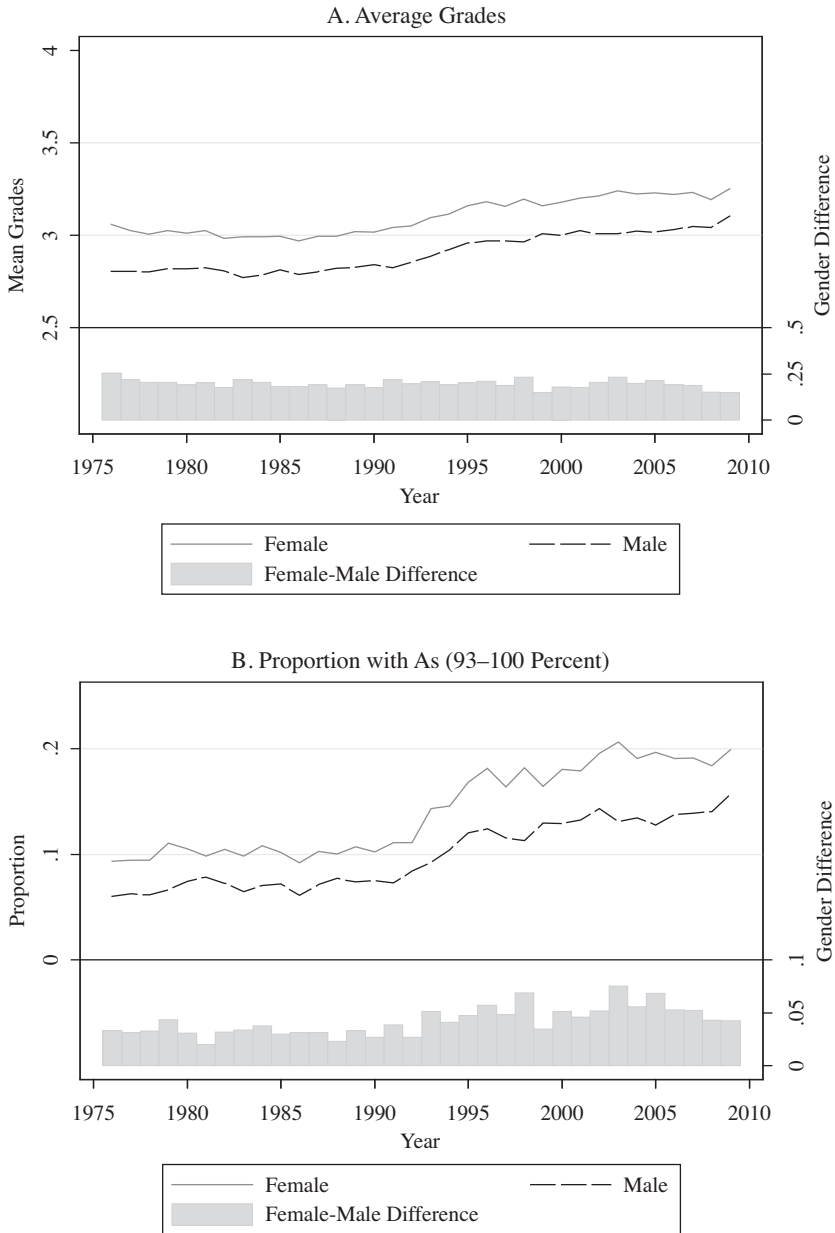 A. Average Grades
4
3.5
3
2.5
Mean Grades
.5
.25
0
Gender Difference
1975 1980 1985 1990 1995 2000 2005 2010
Year
Female Male
Female-Male Difference
B. Proportion with As (93–100 Percent)
.2
.1
0
Proportion
.1
.05
0
Gender Difference
1975 1980 1985 1990 1995 2000 2005 2010
Year
Female Male
Female-Male Difference